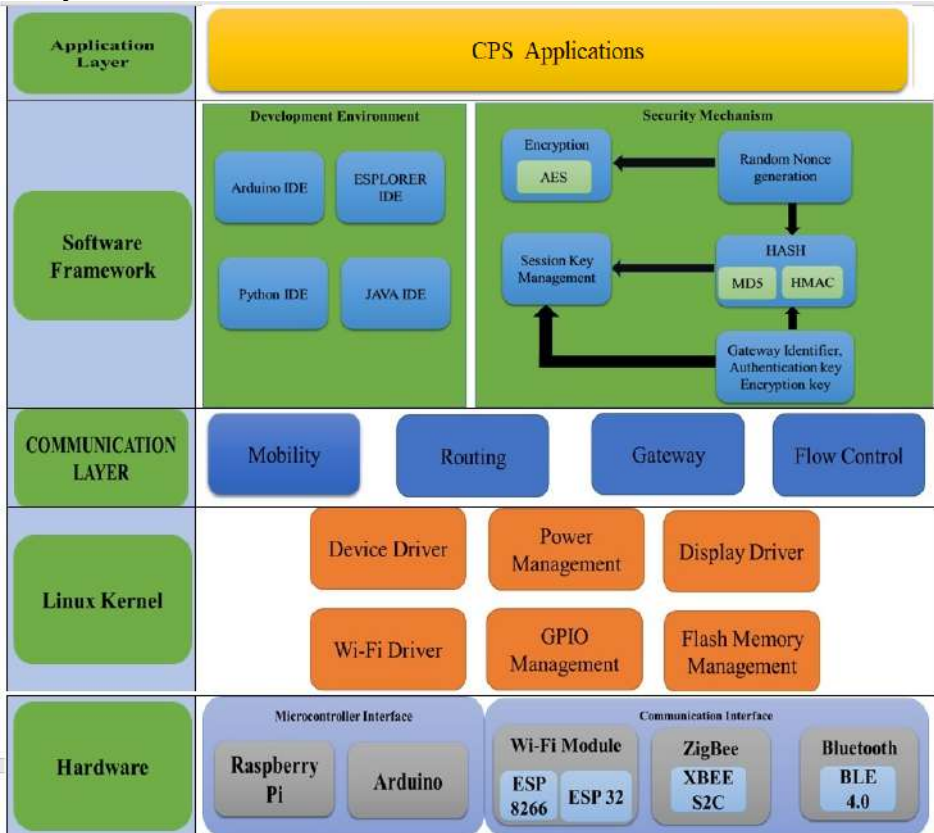 Application
Layer
CPS Applications
Software
Framework
Development Environment
Arduino IDE
ESPLORER
IDE
Python IDE
JAVA IDE
Security Mechanism
Encryption
AES
Random Nonce
generation
Session Key
Management
HASH
MD5
HMAC
Gateway Identifier,
Authentication key
Encryption key
COMMUNICATION
LAYER
Mobility
Routing
Gateway
Flow Control
Linux Kernel
Device Driver
Power
Management
Display Driver
Wi-Fi Driver
GPIO
Management
Flash Memory
Management
Hardware
Microcontroller Interface
Raspberry
Pi
Arduino
Communication Interface
Wi-Fi Module
ESP
8266
ESP 32
ZigBee
XBEE
S2C
Bluetooth
BLE
4.0